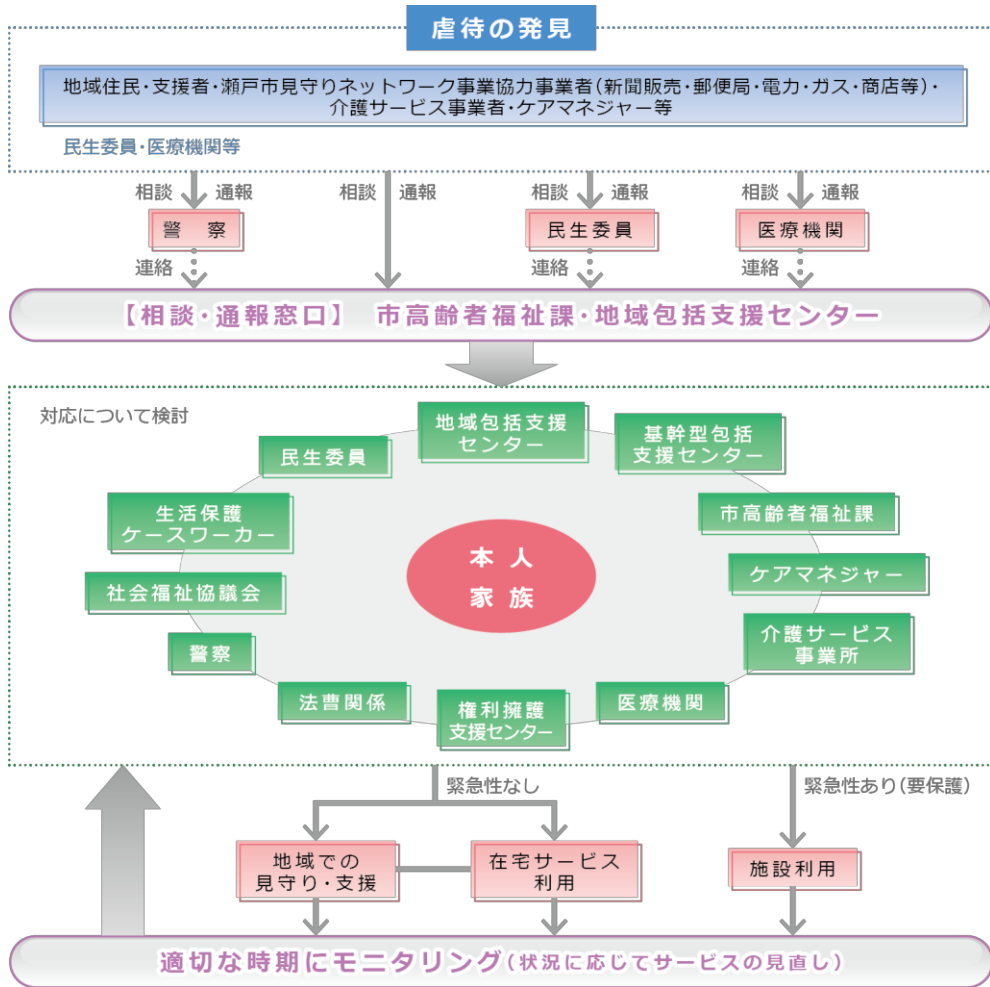 虐待の発見
地域住民・支援者・瀬戸市見守りネットワーク事業協力事業者(新聞販売・郵便局・電力・ガス・商店等)・
介護サービス事業者・ケアマネジャー等
民生委員・医療機関等
相談 通報 相談 通報 相談 通報 相談 通報
警 察 民生委員 医療機関
連絡 連絡 連絡
【相談・通報窓口】 市高齢者福祉課・地域包括支援センター
対応について検討
地域包括支援
センター
基幹型包括
支援センター
民生委員
生活保護
ケースワーカー
市高齢者福祉課
本人
家族
ケアマネジャー
社会福祉協議会
介護サービス
事業所
警察
法曹関係
権利擁護
支援センター
医療機関
緊急性なし 緊急性あり(要保護)
地域での
見守り・支援
在宅サービス
利用
施設利用
適切な時期にモニタリング(状況に応じてサービスの見直し)